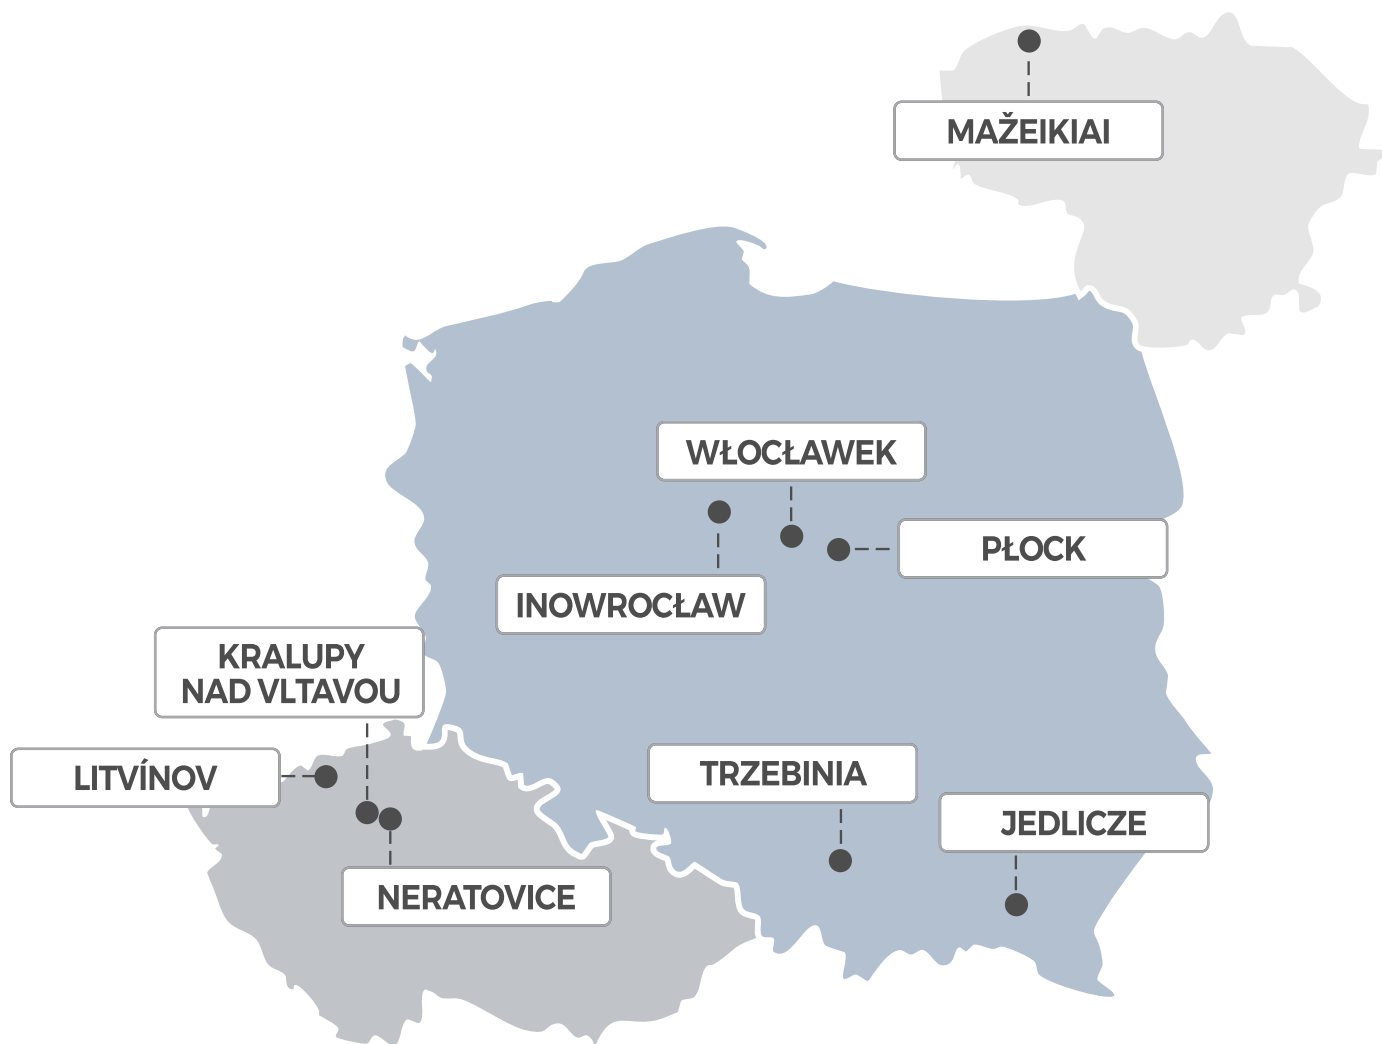 MAŽEIKIAI
WŁOCŁAWEK
PŁOCK
INOWROCŁAW
KRALUPY
NAD VLTAVOU
LITVÍNOV
TRZEBINIA
JEDLICZE
NERATOVICE